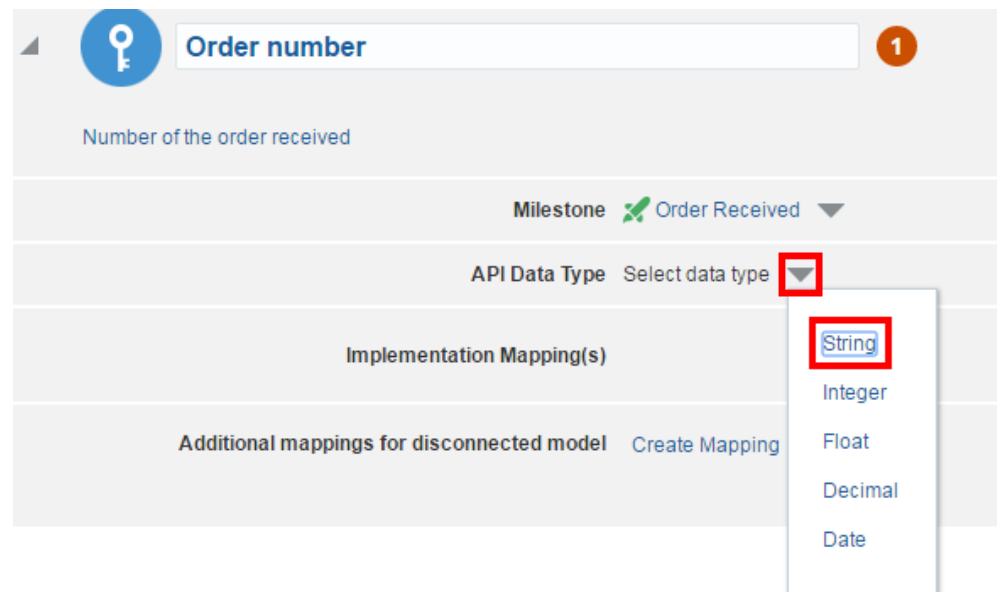 Order number
1
Number of the order received
Milestone Order Received
API Data Type Select data type
String
Implementation Mapping(s)
Integer
Additional mappings for disconnected model Create Mapping
Float
Decimal
Date